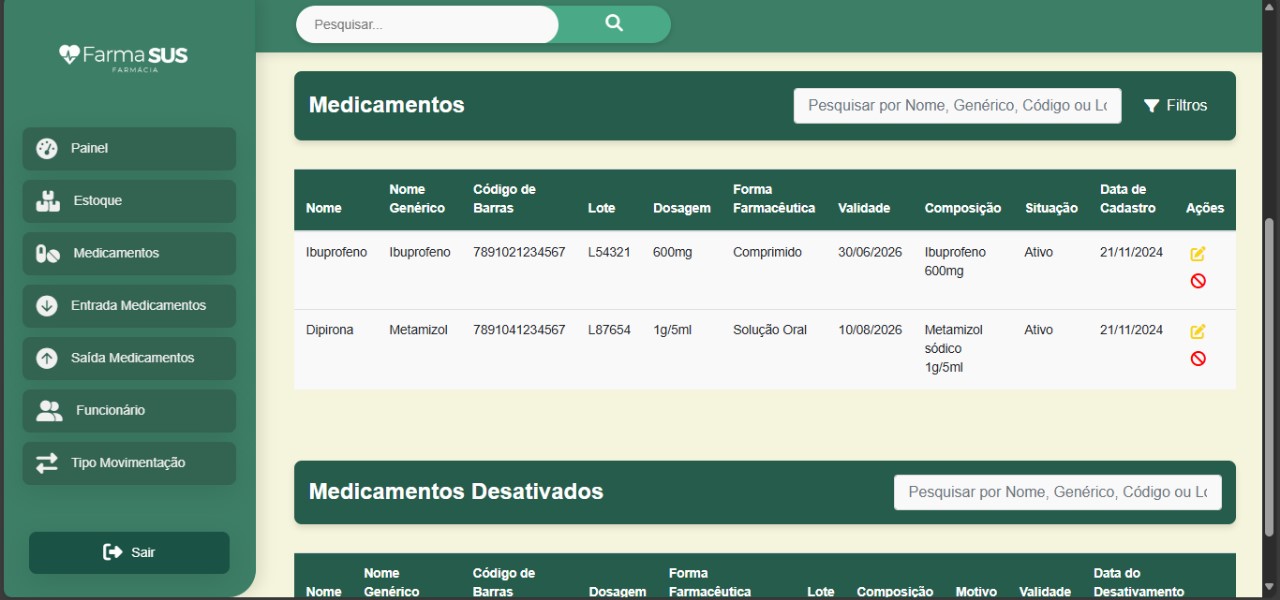 Farma SUS
FARMÁCIA
Painel
Estoque
Medicamentos
Entrada Medicamentos
Saída Medicamentos
Funcionário
Tipo Movimentação
Sair
Pesquisar...
Medicamentos
Pesquisar por Nome, Genérico, Código ou Lo
Filtros
Nome Nome Genérico Código de Barras Lote Dosagem Forma Farmacêutica Validade Composição Situação Data de Cadastro Ações
Ibuprofeno Ibuprofeno 7891021234567 L54321 600mg Comprimido 30/06/2026 Ibuprofeno 600mg Ativo 21/11/2024
Dipirona Metamizol 7891041234567 L87654 1g/5ml Solução Oral 10/08/2026 Metamizol sódico 1g/5ml Ativo 21/11/2024
Medicamentos Desativados
Pesquisar por Nome, Genérico, Código ou Lo
Nome Nome Genérico Código de Barras Dosagem Forma Farmacêutica Lote Composição Motivo Validade Data do Desativamento